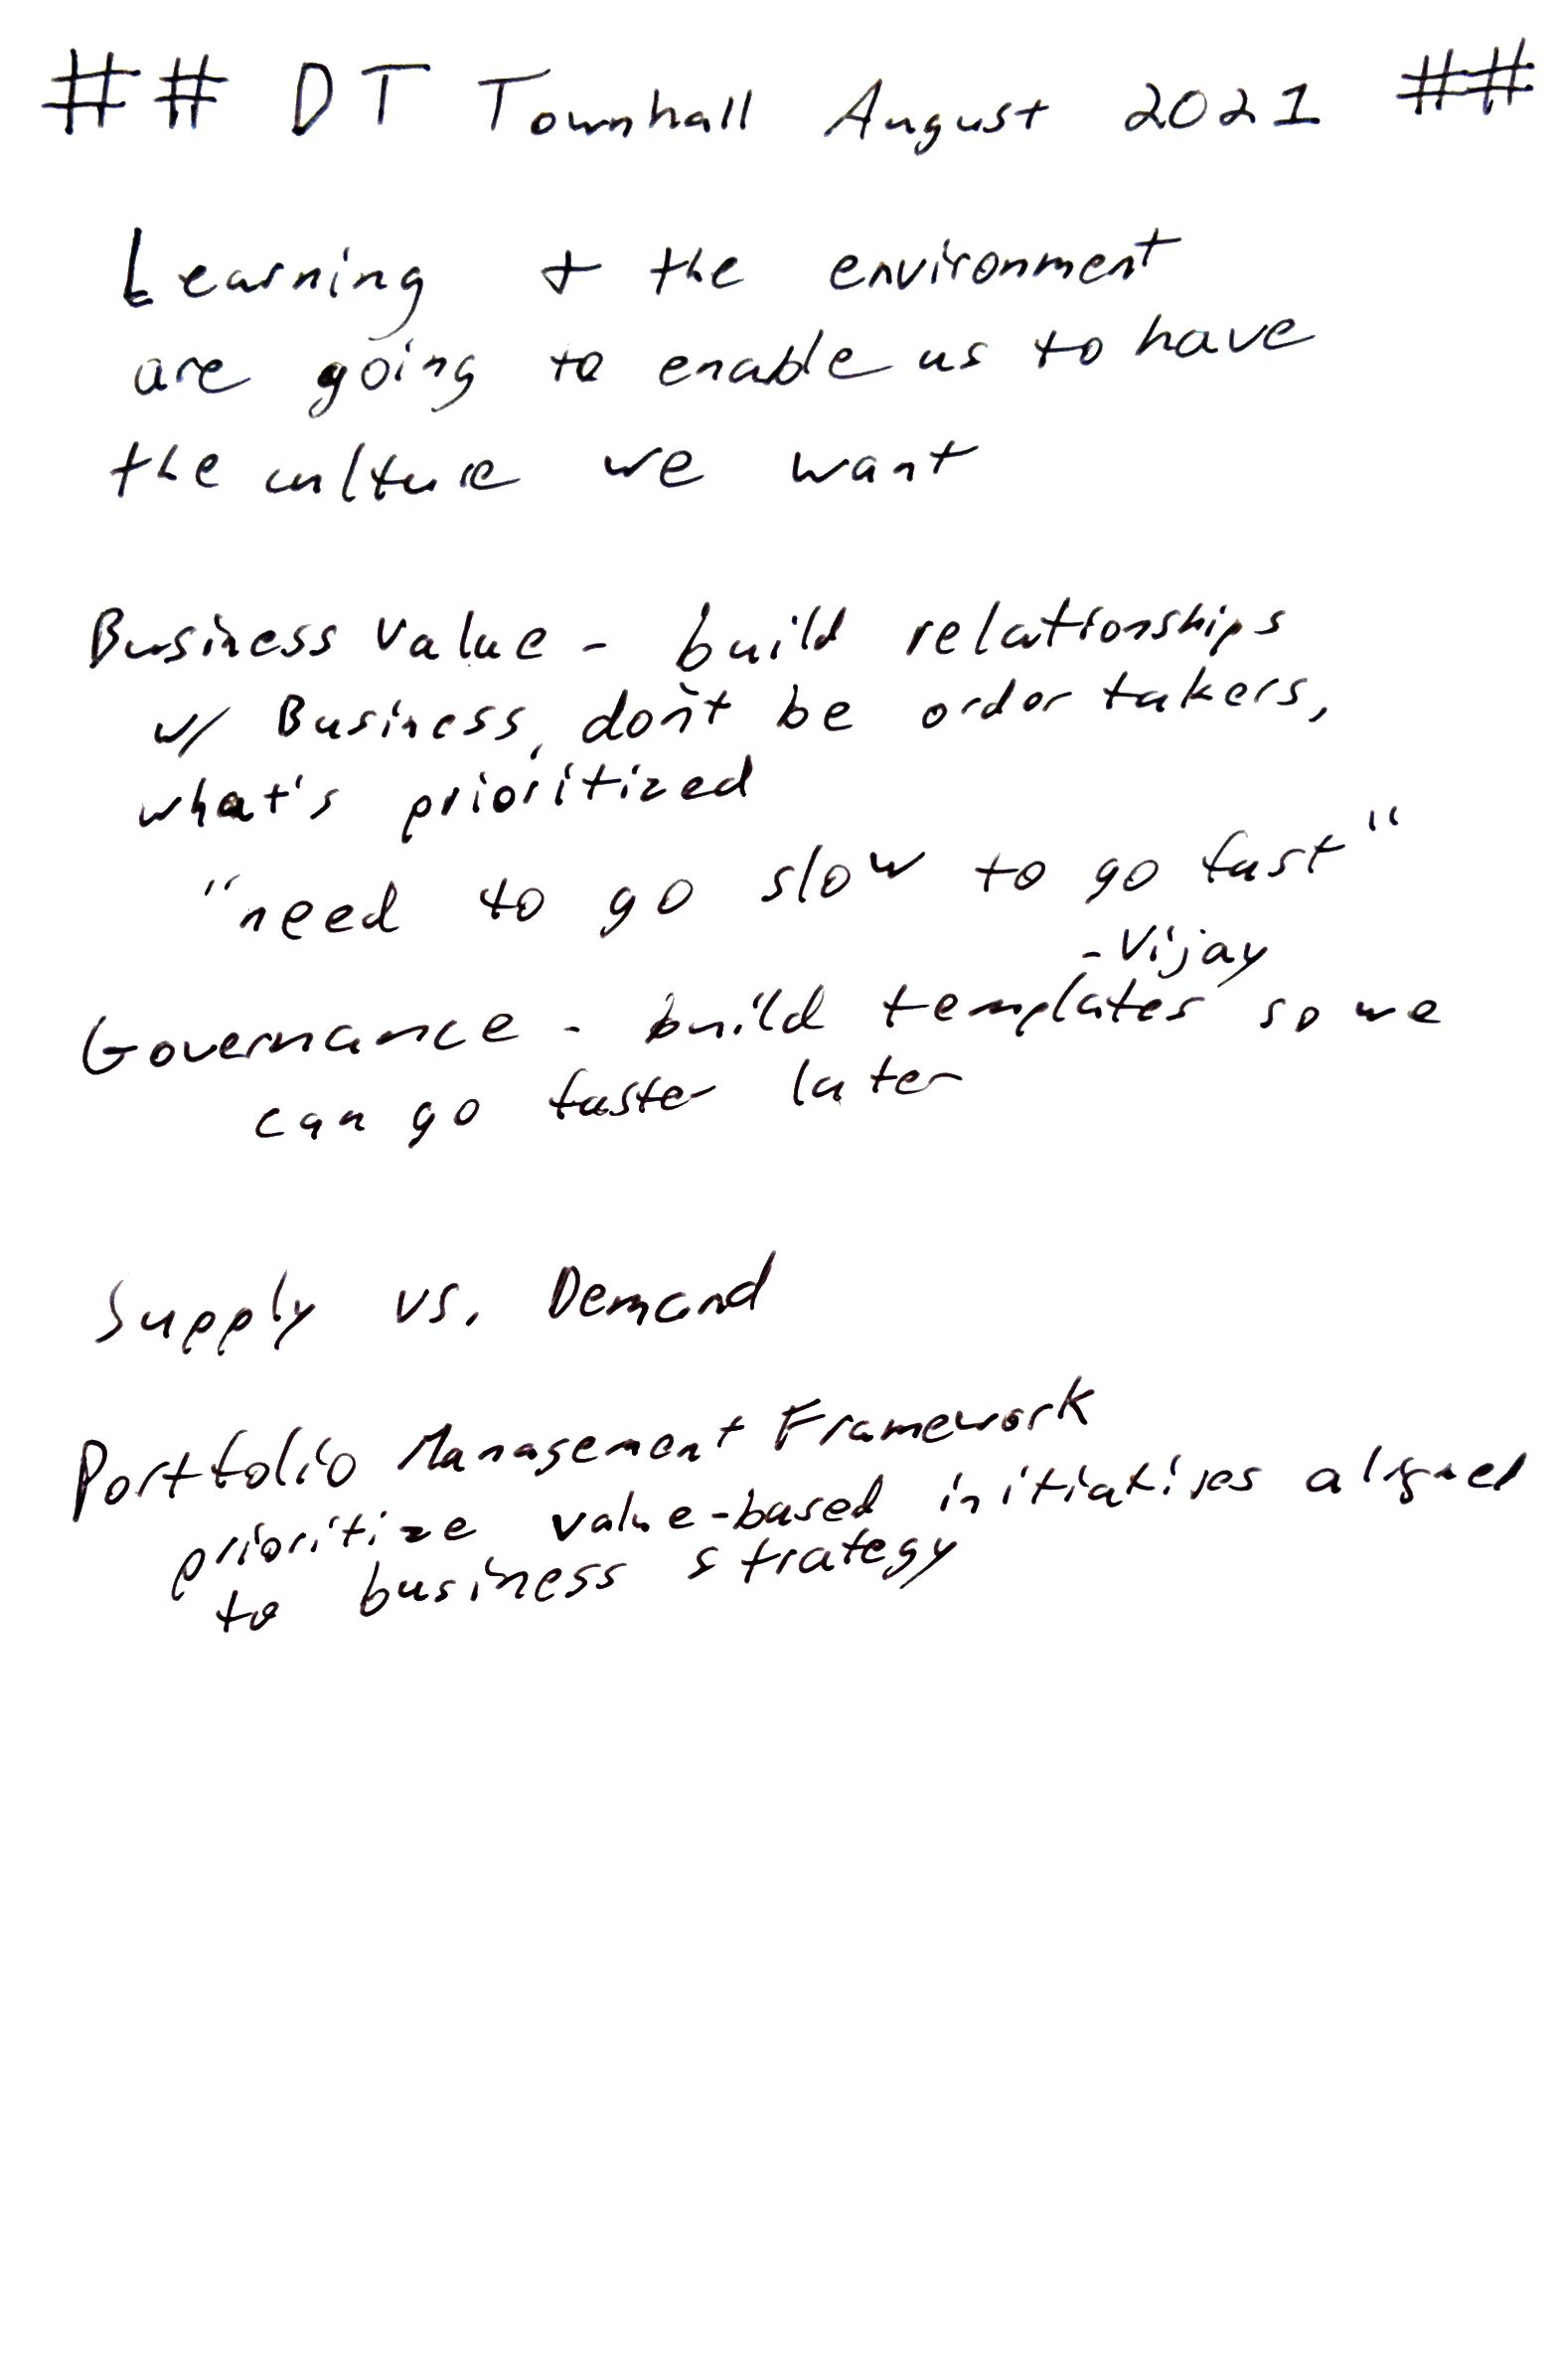 ## DT Townhall August 2021 ##
Learning + the environment
are going to enable us to have
the culture we want
Business Value - build relationships
w/ Business, don't be order takers,
what's prioritized
"need to go slow to go fast"
- Vijay
Governance - build templates so we
can go faster later
Supply vs. Demand
Portfolio Management Framework
prioritize value-based initiatives aligned
to business strategy